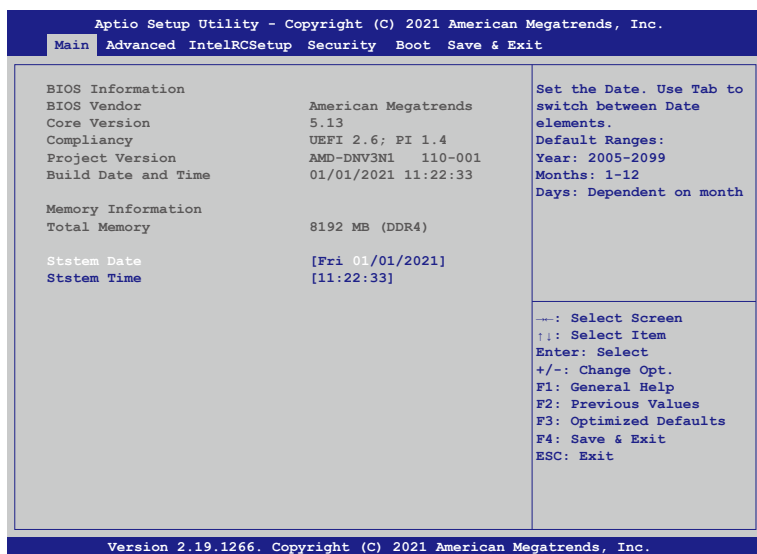 Aptio Setup Utility - Copyright (C) 2021 American Megatrends, Inc.
Main Advanced IntelRCSetup Security Boot Save & Exit
BIOS Information
BIOS Vendor American Megatrends
Core Version 5.13
Compliancy UEFI 2.6; PI 1.4
Project Version AMD-DNV3N1 110-001
Build Date and Time 01/01/2021 11:22:33
Memory Information
Total Memory 8192 MB (DDR4)
Ststem Date [Fri 01/01/2021]
Ststem Time [11:22:33]
Set the Date. Use Tab to
switch between Date
elements.
Default Ranges:
Year: 2005-2099
Months: 1-12
Days: Dependent on month
→←: Select Screen
↑↓: Select Item
Enter: Select
+/-: Change Opt.
F1: General Help
F2: Previous Values
F3: Optimized Defaults
F4: Save & Exit
ESC: Exit
Version 2.19.1266. Copyright (C) 2021 American Megatrends, Inc.